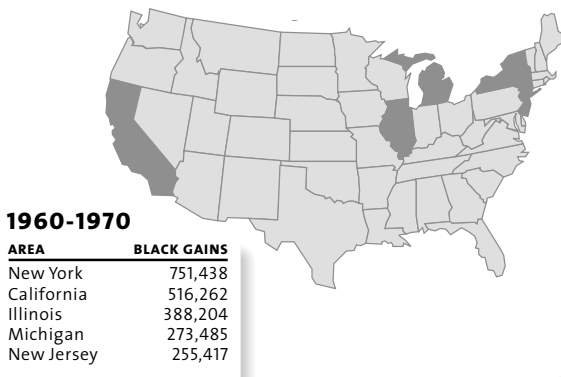 1960-1970
AREA BLACK GAINS
New York 751,438
California 516,262
Illinois 388,204
Michigan 273,485
New Jersey 255,417